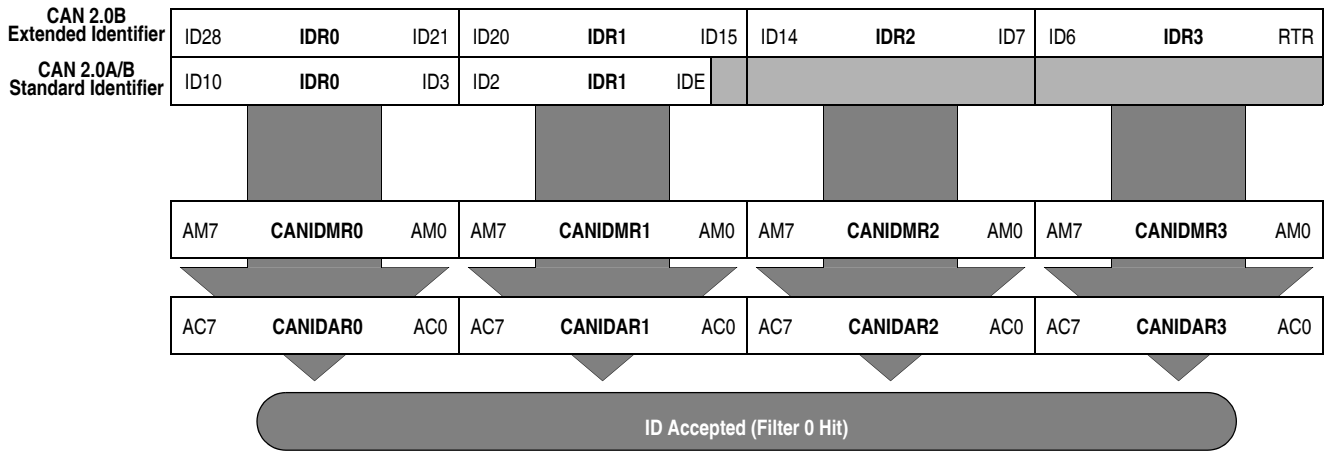 CAN 2.0B
Extended Identifier
ID28 IDR0 ID21 ID20 IDR1 ID15 ID14 IDR2 ID7 ID6 IDR3 RTR
CAN 2.0A/B
Standard Identifier
ID10 IDR0 ID3 ID2 IDR1 IDE
AM7 CANIDMR0 AM0 AM7 CANIDMR1 AM0 AM7 CANIDMR2 AM0 AM7 CANIDMR3 AM0
AC7 CANIDAR0 AC0 AC7 CANIDAR1 AC0 AC7 CANIDAR2 AC0 AC7 CANIDAR3 AC0
ID Accepted (Filter 0 Hit)